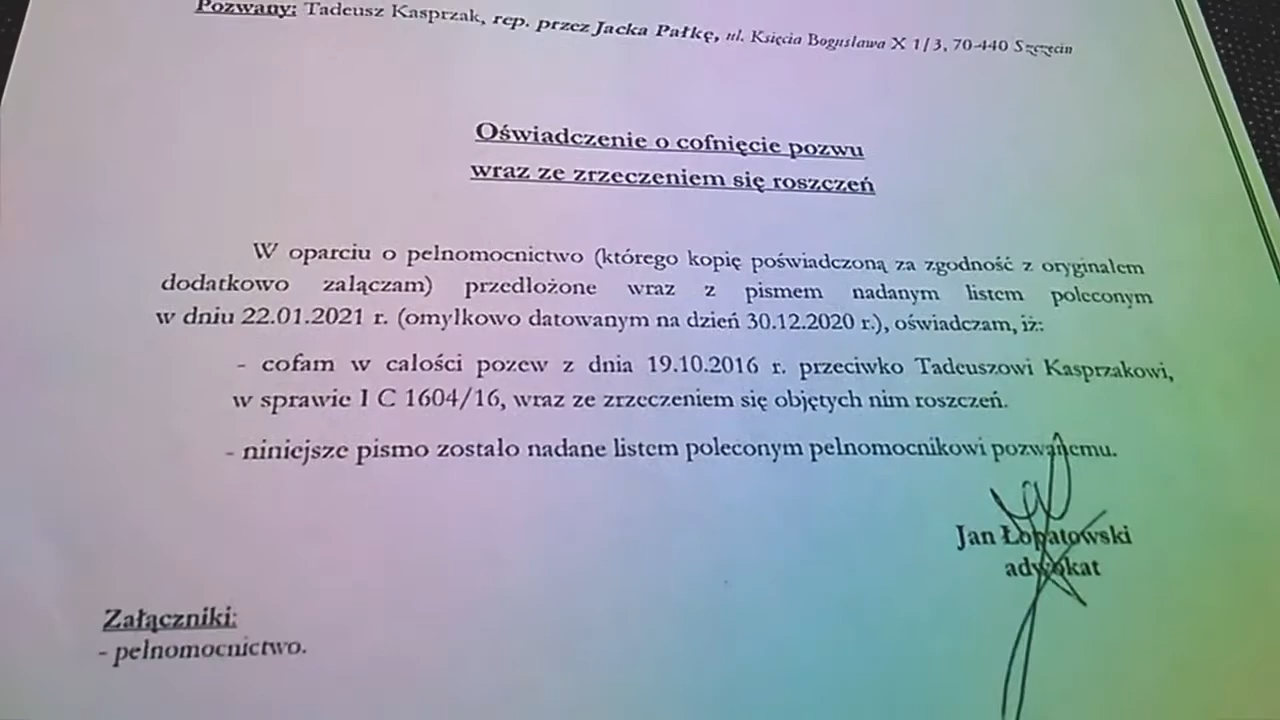 Pozwany: Tadeusz Kasprzak, rep. przez Jacka Pałkę, ul. Księcia Bogusława X 1/3, 70-440 Szczecin
Oświadczenie o cofnięcie pozwu
wraz ze zrzeczeniem się roszczeń
W oparciu o pełnomocnictwo (którego kopię poświadczoną za zgodność z oryginałem
dodatkowo załączam) przedłożone wraz z pismem nadanym listem poleconym
w dniu 22.01.2021 r. (omyłkowo datowanym na dzień 30.12.2020 r.), oświadczam, iż:
- cofam w całości pozew z dnia 19.10.2016 r. przeciwko Tadeuszowi Kasprzakowi,
w sprawie I C 1604/16, wraz ze zrzeczeniem się objętych nim roszczeń.
- niniejsze pismo zostało nadane listem poleconym pełnomocnikowi pozwanemu.
Jan Łopatowski
adwokat
Załączniki:
- pełnomocnictwo.